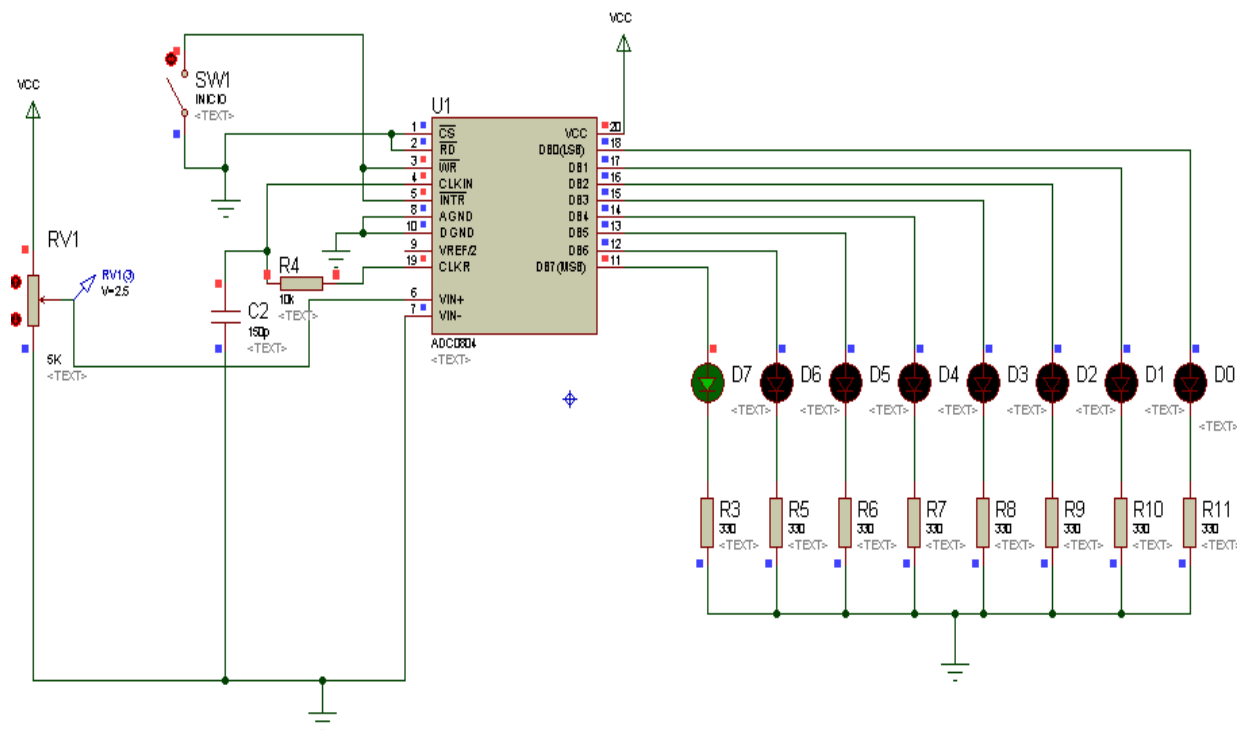 VCC
VCC
SW1
INICIO
<TEXT>
U1
1 CS VCC 20
2 RD DB0(LSB) 18
3 WR DB1 17
4 CLKIN DB2 16
5 INTR DB3 15
8 AGND DB4 14
10 DGND DB5 13
9 VREF/2 DB6 12
19 CLKR DB7(MSB) 11
6 VIN+
7 VIN-
ADC0804
<TEXT>
RV1
RV1(3)
V=2.5
5K
<TEXT>
R4
10k
<TEXT>
C2
150p
<TEXT>
D7 D6 D5 D4 D3 D2 D1 D0
<TEXT> <TEXT> <TEXT> <TEXT> <TEXT> <TEXT> <TEXT> <TEXT>
R3 R5 R6 R7 R8 R9 R10 R11
330 330 330 330 330 330 330 330
<TEXT> <TEXT> <TEXT> <TEXT> <TEXT> <TEXT> <TEXT> <TEXT>